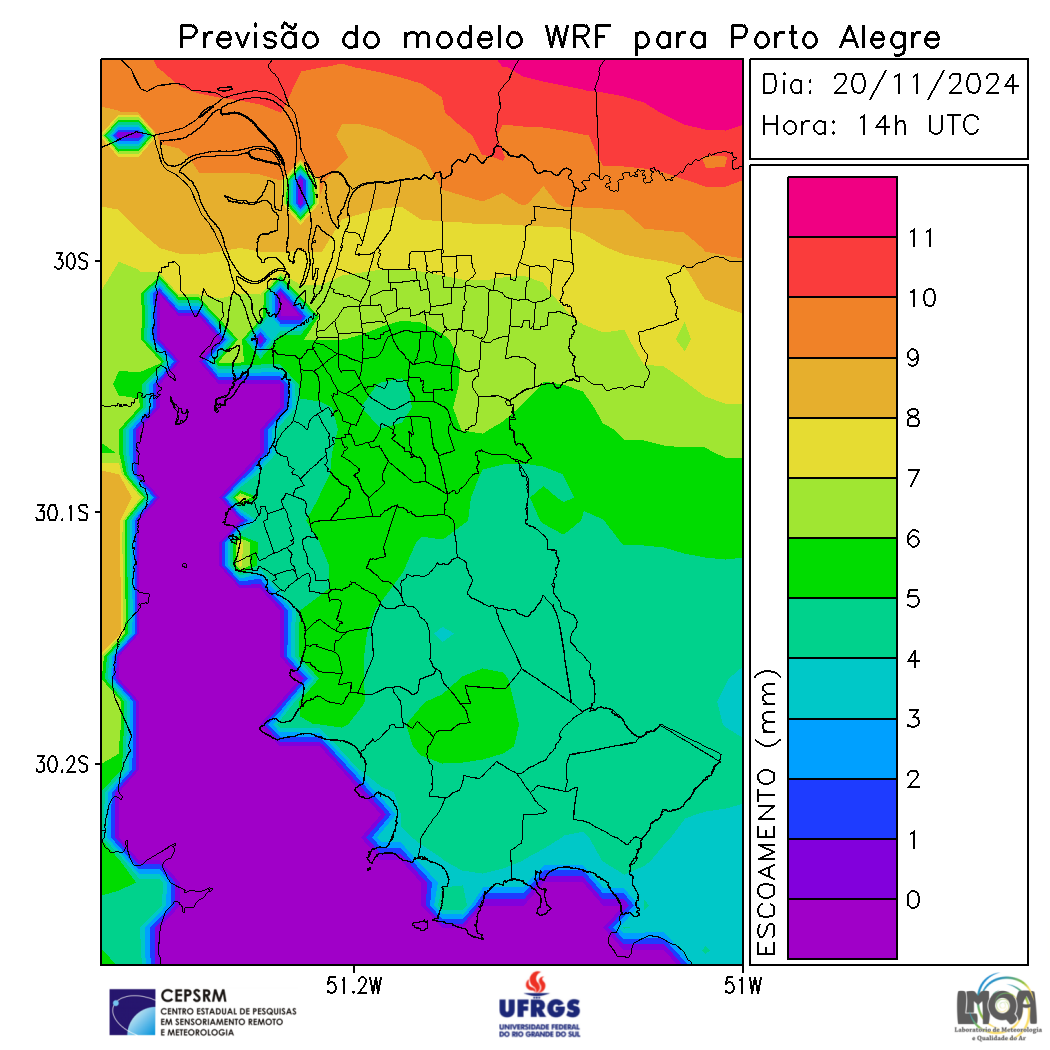 Previsão do modelo WRF para Porto Alegre
Dia: 20/11/2024
Hora: 14h UTC
30S
30.1S
30.2S
51.2W
51W
ESCOAMENTO (mm)
11
10
9
8
7
6
5
4
3
2
1
0
CEPSRM
CENTRO ESTADUAL DE PESQUISAS
EM SENSORIAMENTO REMOTO
E METEOROLOGIA
UFRGS
UNIVERSIDADE FEDERAL
DO RIO GRANDE DO SUL
LMQA
Laboratório de Meteorologia
e Qualidade do Ar